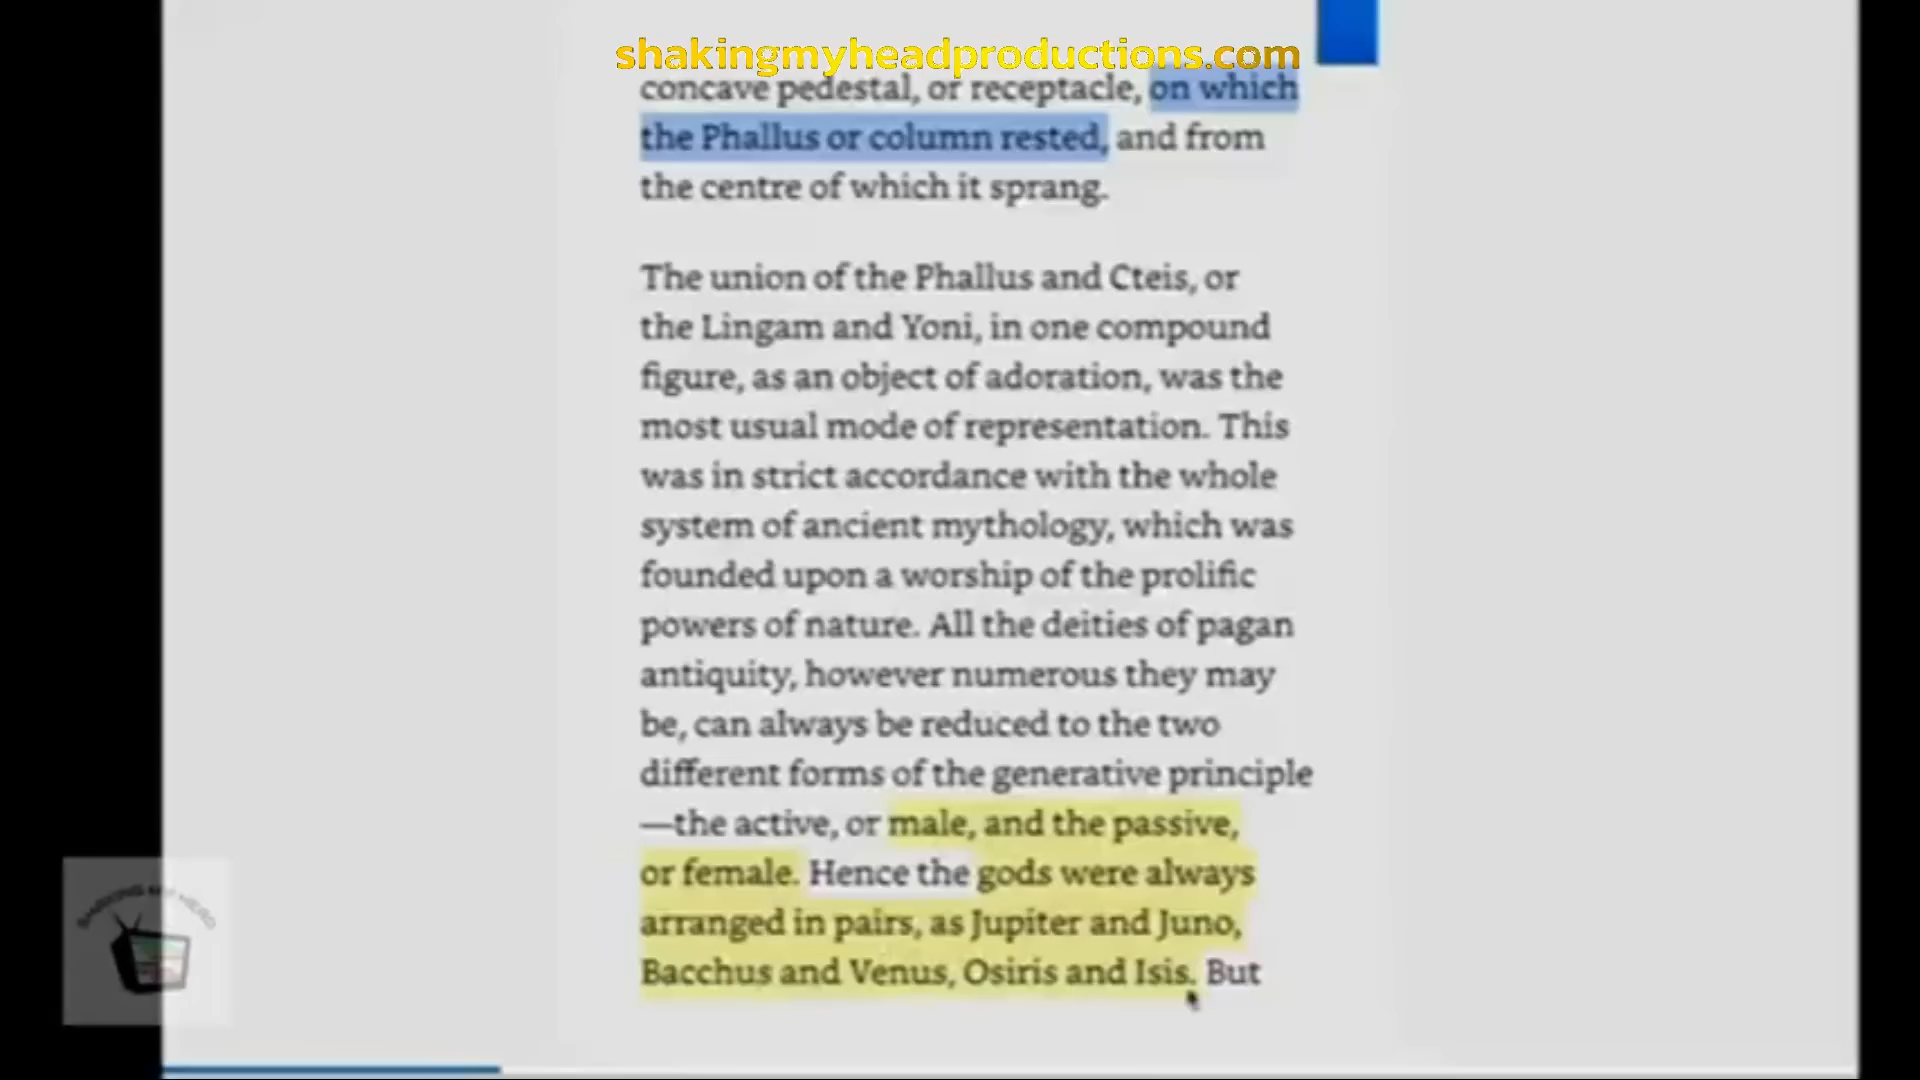 shakingmyheadproductions.com
concave pedestal, or receptacle, on which
the Phallus or column rested, and from
the centre of which it sprang.
The union of the Phallus and Cteis, or
the Lingam and Yoni, in one compound
figure, as an object of adoration, was the
most usual mode of representation. This
was in strict accordance with the whole
system of ancient mythology, which was
founded upon a worship of the prolific
powers of nature. All the deities of pagan
antiquity, however numerous they may
be, can always be reduced to the two
different forms of the generative principle
—the active, or male, and the passive,
or female. Hence the gods were always
arranged in pairs, as Jupiter and Juno,
Bacchus and Venus, Osiris and Isis. But
SHAKING MY HEAD